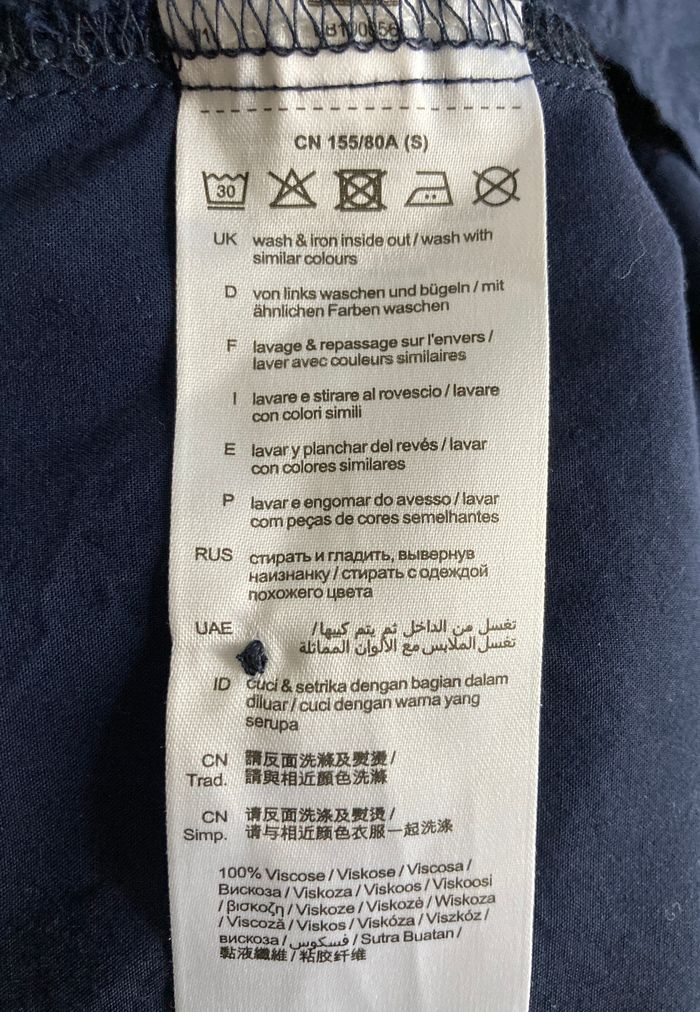 CN 155/80A (S)
30
UK wash & iron inside out / wash with
similar colours
D von links waschen und bügeln / mit
ähnlichen Farben waschen
F lavage & repassage sur l'envers /
laver avec couleurs similaires
I lavare e stirare al rovescio / lavare
con colori simili
E lavar y planchar del revés / lavar
con colores similares
P lavar e engomar do avesso / lavar
com peças de cores semelhantes
RUS стирать и гладить, вывернув
наизнанку / стирать с одеждой
похожего цвета
UAE تغسل من الداخل ثم يتم كيها/
تغسل الملابس مع الألوان المماثلة
ID cuci & setrika dengan bagian dalam
diluar / cuci dengan warna yang
serupa
CN 請反面洗滌及熨燙 /
Trad. 請與相近顏色洗滌
CN 请反面洗涤及熨燙 /
Simp. 请与相近颜色衣服一起洗涤
100% Viscose / Viskose / Viscosa /
Вискоза / Viskoza / Viskoos / Viskoosi
/ βισκοζη / Viskoze / Viskozė / Wiskoza
/ Viscoză / Viskos / Viskóza / Viszkóz /
вискоза / فسكوس / Sutra Buatan /
黏液纖維 / 粘胶纤维